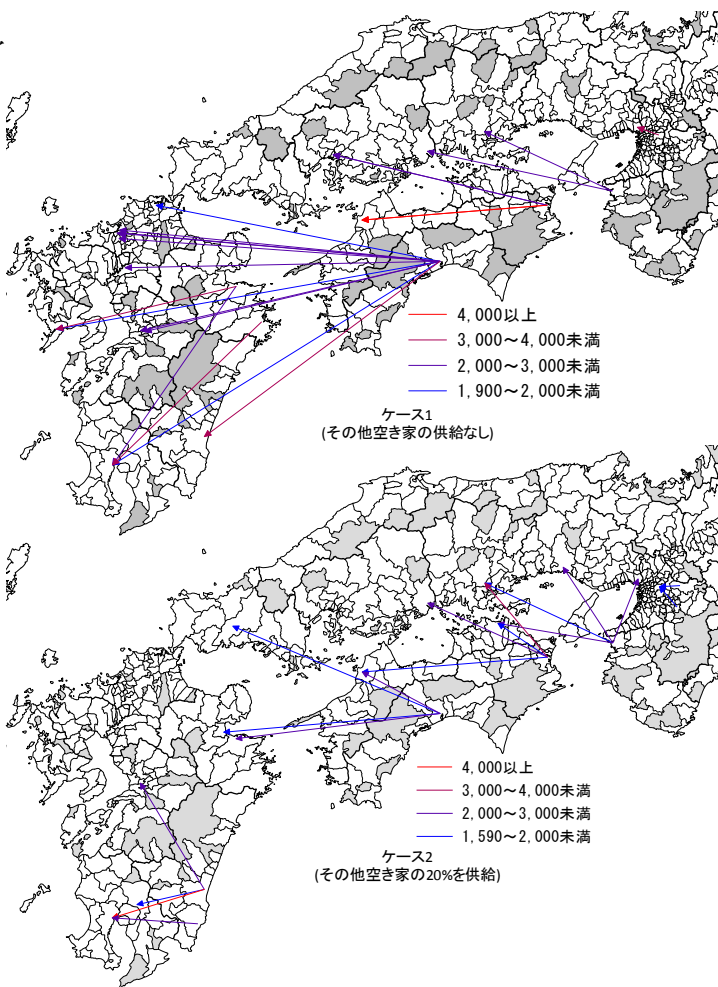 4,000以上
3,000～4,000未満
2,000～3,000未満
1,900～2,000未満
ケース1
(その他空き家の供給なし)
4,000以上
3,000～4,000未満
2,000～3,000未満
1,590～2,000未満
ケース2
(その他空き家の20%を供給)